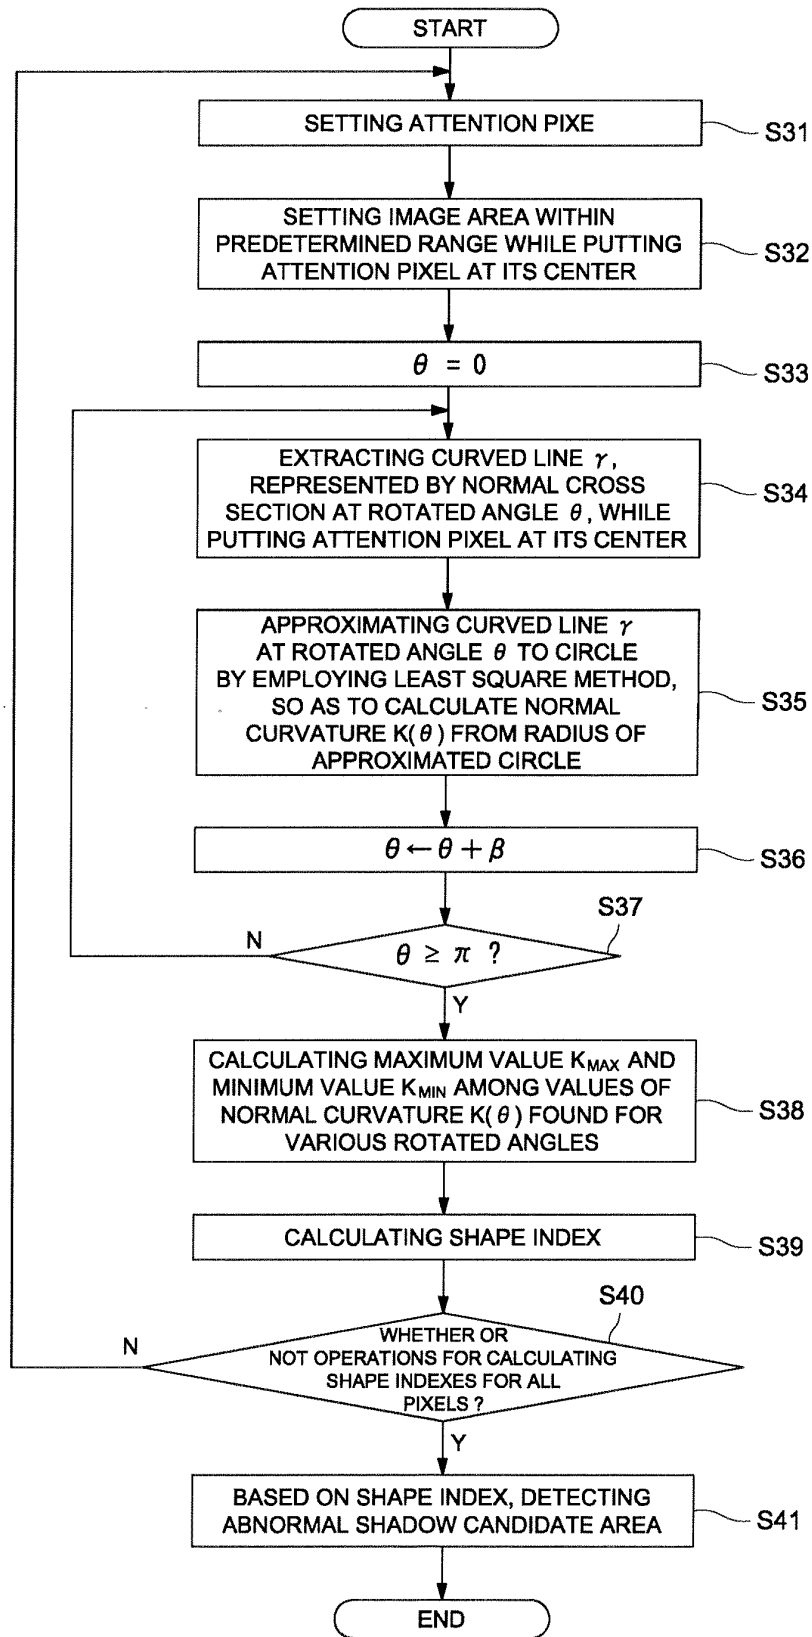 START
SETTING ATTENTION PIXE
S31
SETTING IMAGE AREA WITHIN
PREDETERMINED RANGE WHILE PUTTING
ATTENTION PIXEL AT ITS CENTER
S32
θ = 0
S33
EXTRACTING CURVED LINE γ,
REPRESENTED BY NORMAL CROSS
SECTION AT ROTATED ANGLE θ, WHILE
PUTTING ATTENTION PIXEL AT ITS CENTER
S34
APPROXIMATING CURVED LINE γ
AT ROTATED ANGLE θ TO CIRCLE
BY EMPLOYING LEAST SQUARE METHOD,
SO AS TO CALCULATE NORMAL
CURVATURE K(θ) FROM RADIUS OF
APPROXIMATED CIRCLE
S35
θ ← θ + β
S36
S37
N
θ ≥ π ?
Y
CALCULATING MAXIMUM VALUE KMAX AND
MINIMUM VALUE KMIN AMONG VALUES OF
NORMAL CURVATURE K(θ) FOUND FOR
VARIOUS ROTATED ANGLES
S38
CALCULATING SHAPE INDEX
S39
S40
N
WHETHER OR
NOT OPERATIONS FOR CALCULATING
SHAPE INDEXES FOR ALL
PIXELS ?
Y
BASED ON SHAPE INDEX, DETECTING
ABNORMAL SHADOW CANDIDATE AREA
S41
END